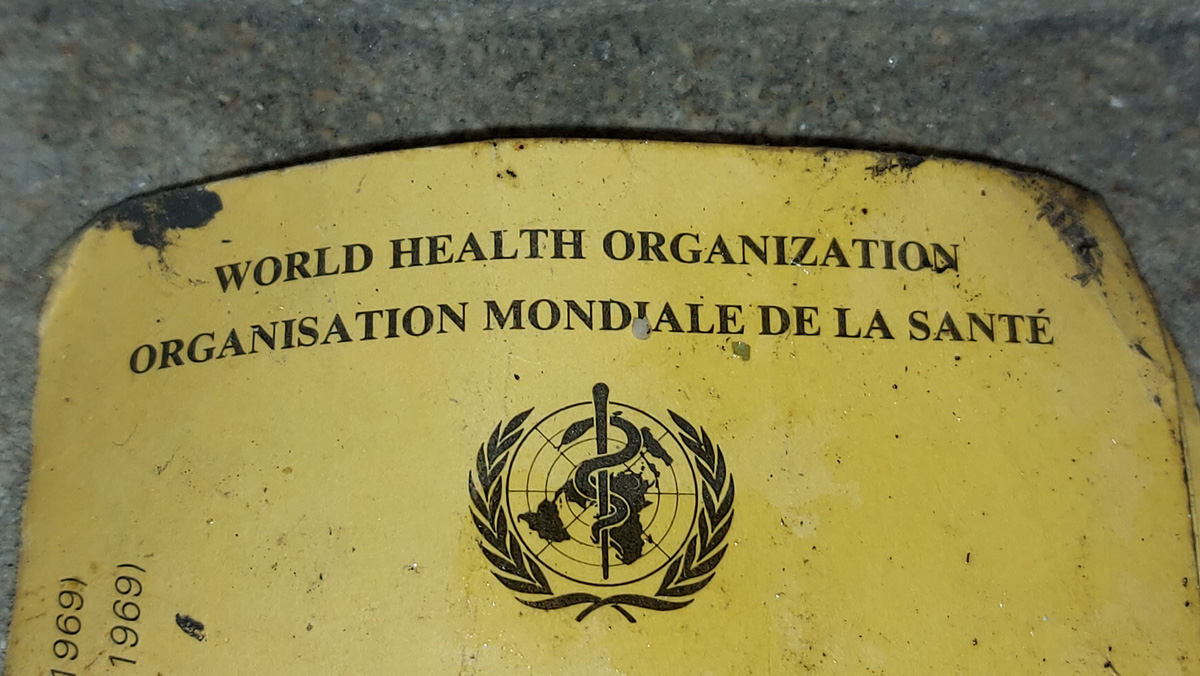 WORLD HEALTH ORGANIZATION
ORGANISATION MONDIALE DE LA SANTÉ
1969)
1969)